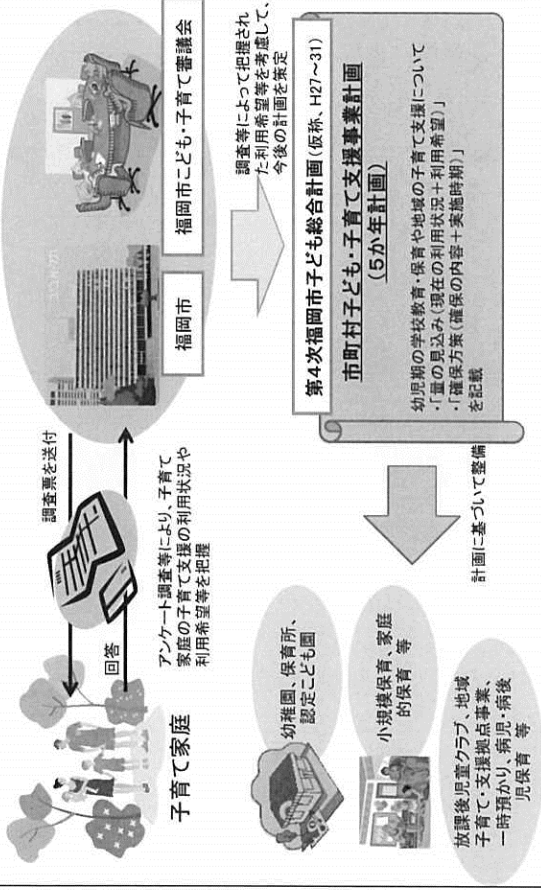 調査票を送付
回答
子育て家庭
アンケート調査等により、子育て
家庭の子育て支援の利用状況や
利用希望等を把握
福岡市
福岡市こども・子育て審議会
調査等によって把握され
た利用希望等を考慮して、
今後の計画を策定
第4次福岡市子ども総合計画(仮称、H27～31)
市町村子ども・子育て支援事業計画
(5か年計画)
幼児期の学校教育・保育や地域の子育て支援について
・「量の見込み(現在の利用状況+利用希望)」
・「確保方策(確保の内容+実施時期)」
を記載
計画に基づいて整備
幼稚園、保育所、
認定こども園
小規模保育、家庭
的保育 等
放課後児童クラブ、地域
子育て・支援拠点事業、
一時預かり、病児・病後
児保育 等